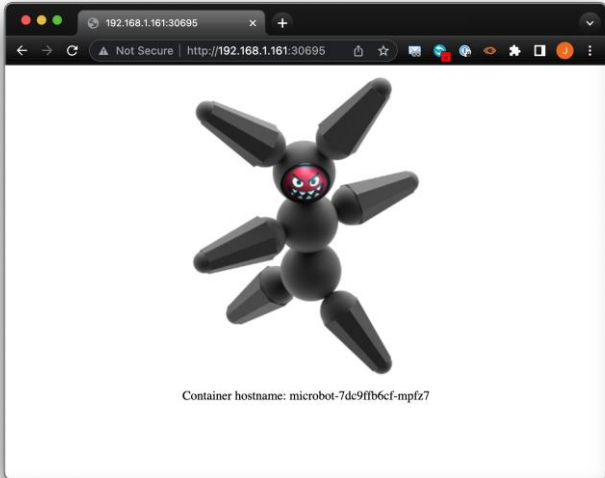 192.168.1.161:30695
Not Secure | http://192.168.1.161:30695
J
Container hostname: microbot-7dc9ffb6cf-mpfz7